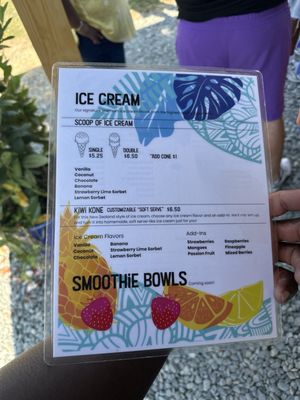 ICE CREAM
SCOOP OF ICE CREAM
SINGLE DOUBLE
$5.25 $6.50 *ADD CONE $1
Vanilla
Coconut
Chocolate
Banana
Strawberry Lime Sorbet
Lemon Sorbet
KIWI KONE CUSTOMIZABLE "SOFT SERVE" $6.50
Ice Cream Flavors Add-ins
Vanilla Banana Strawberries Raspberries
Coconut Strawberry Lime Sorbet Mangoes Pineapple
Chocolate Lemon Sorbet Passion Fruit Mixed Berries
SMOOTHiE BOWLS Coming soon!